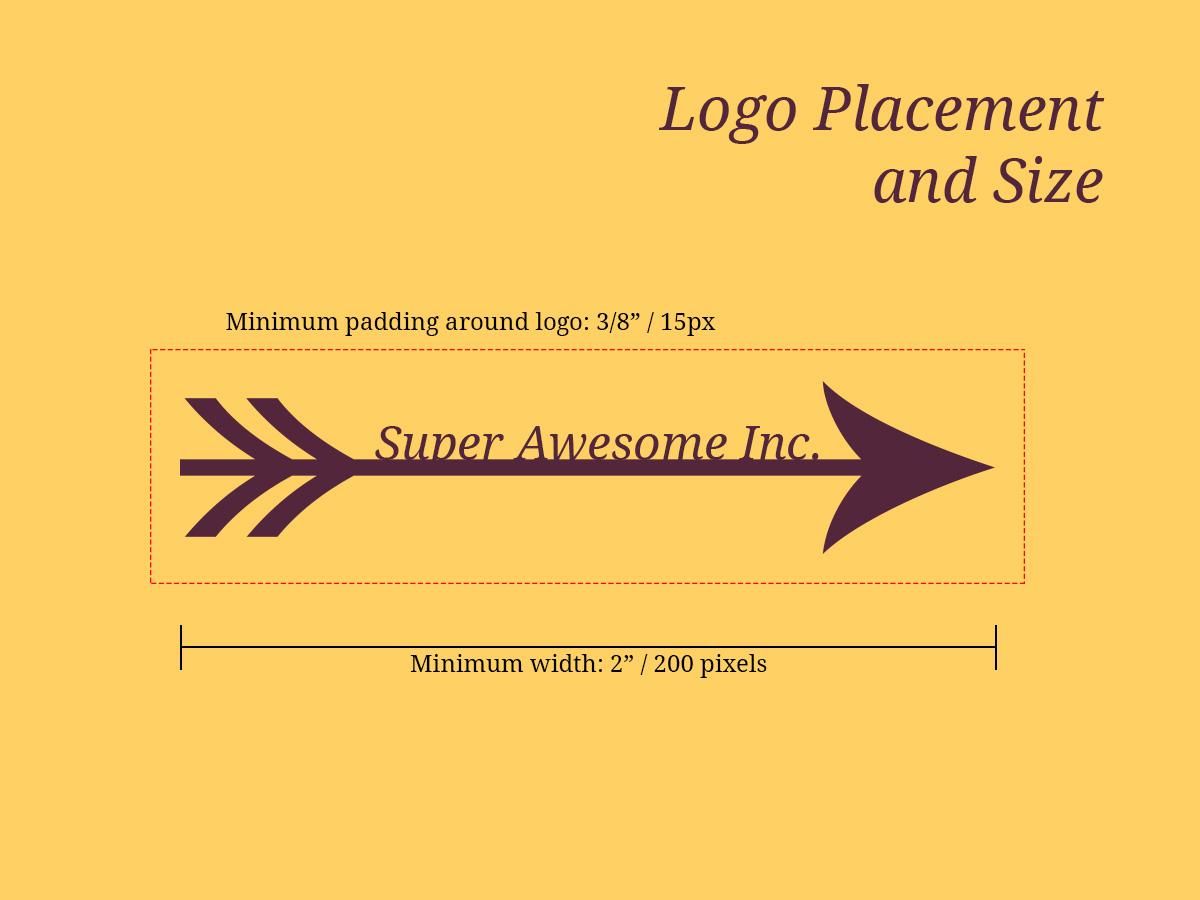 Logo Placement
and Size
Minimum padding around logo: 3/8” / 15px
Super Awesome Inc.
Minimum width: 2” / 200 pixels